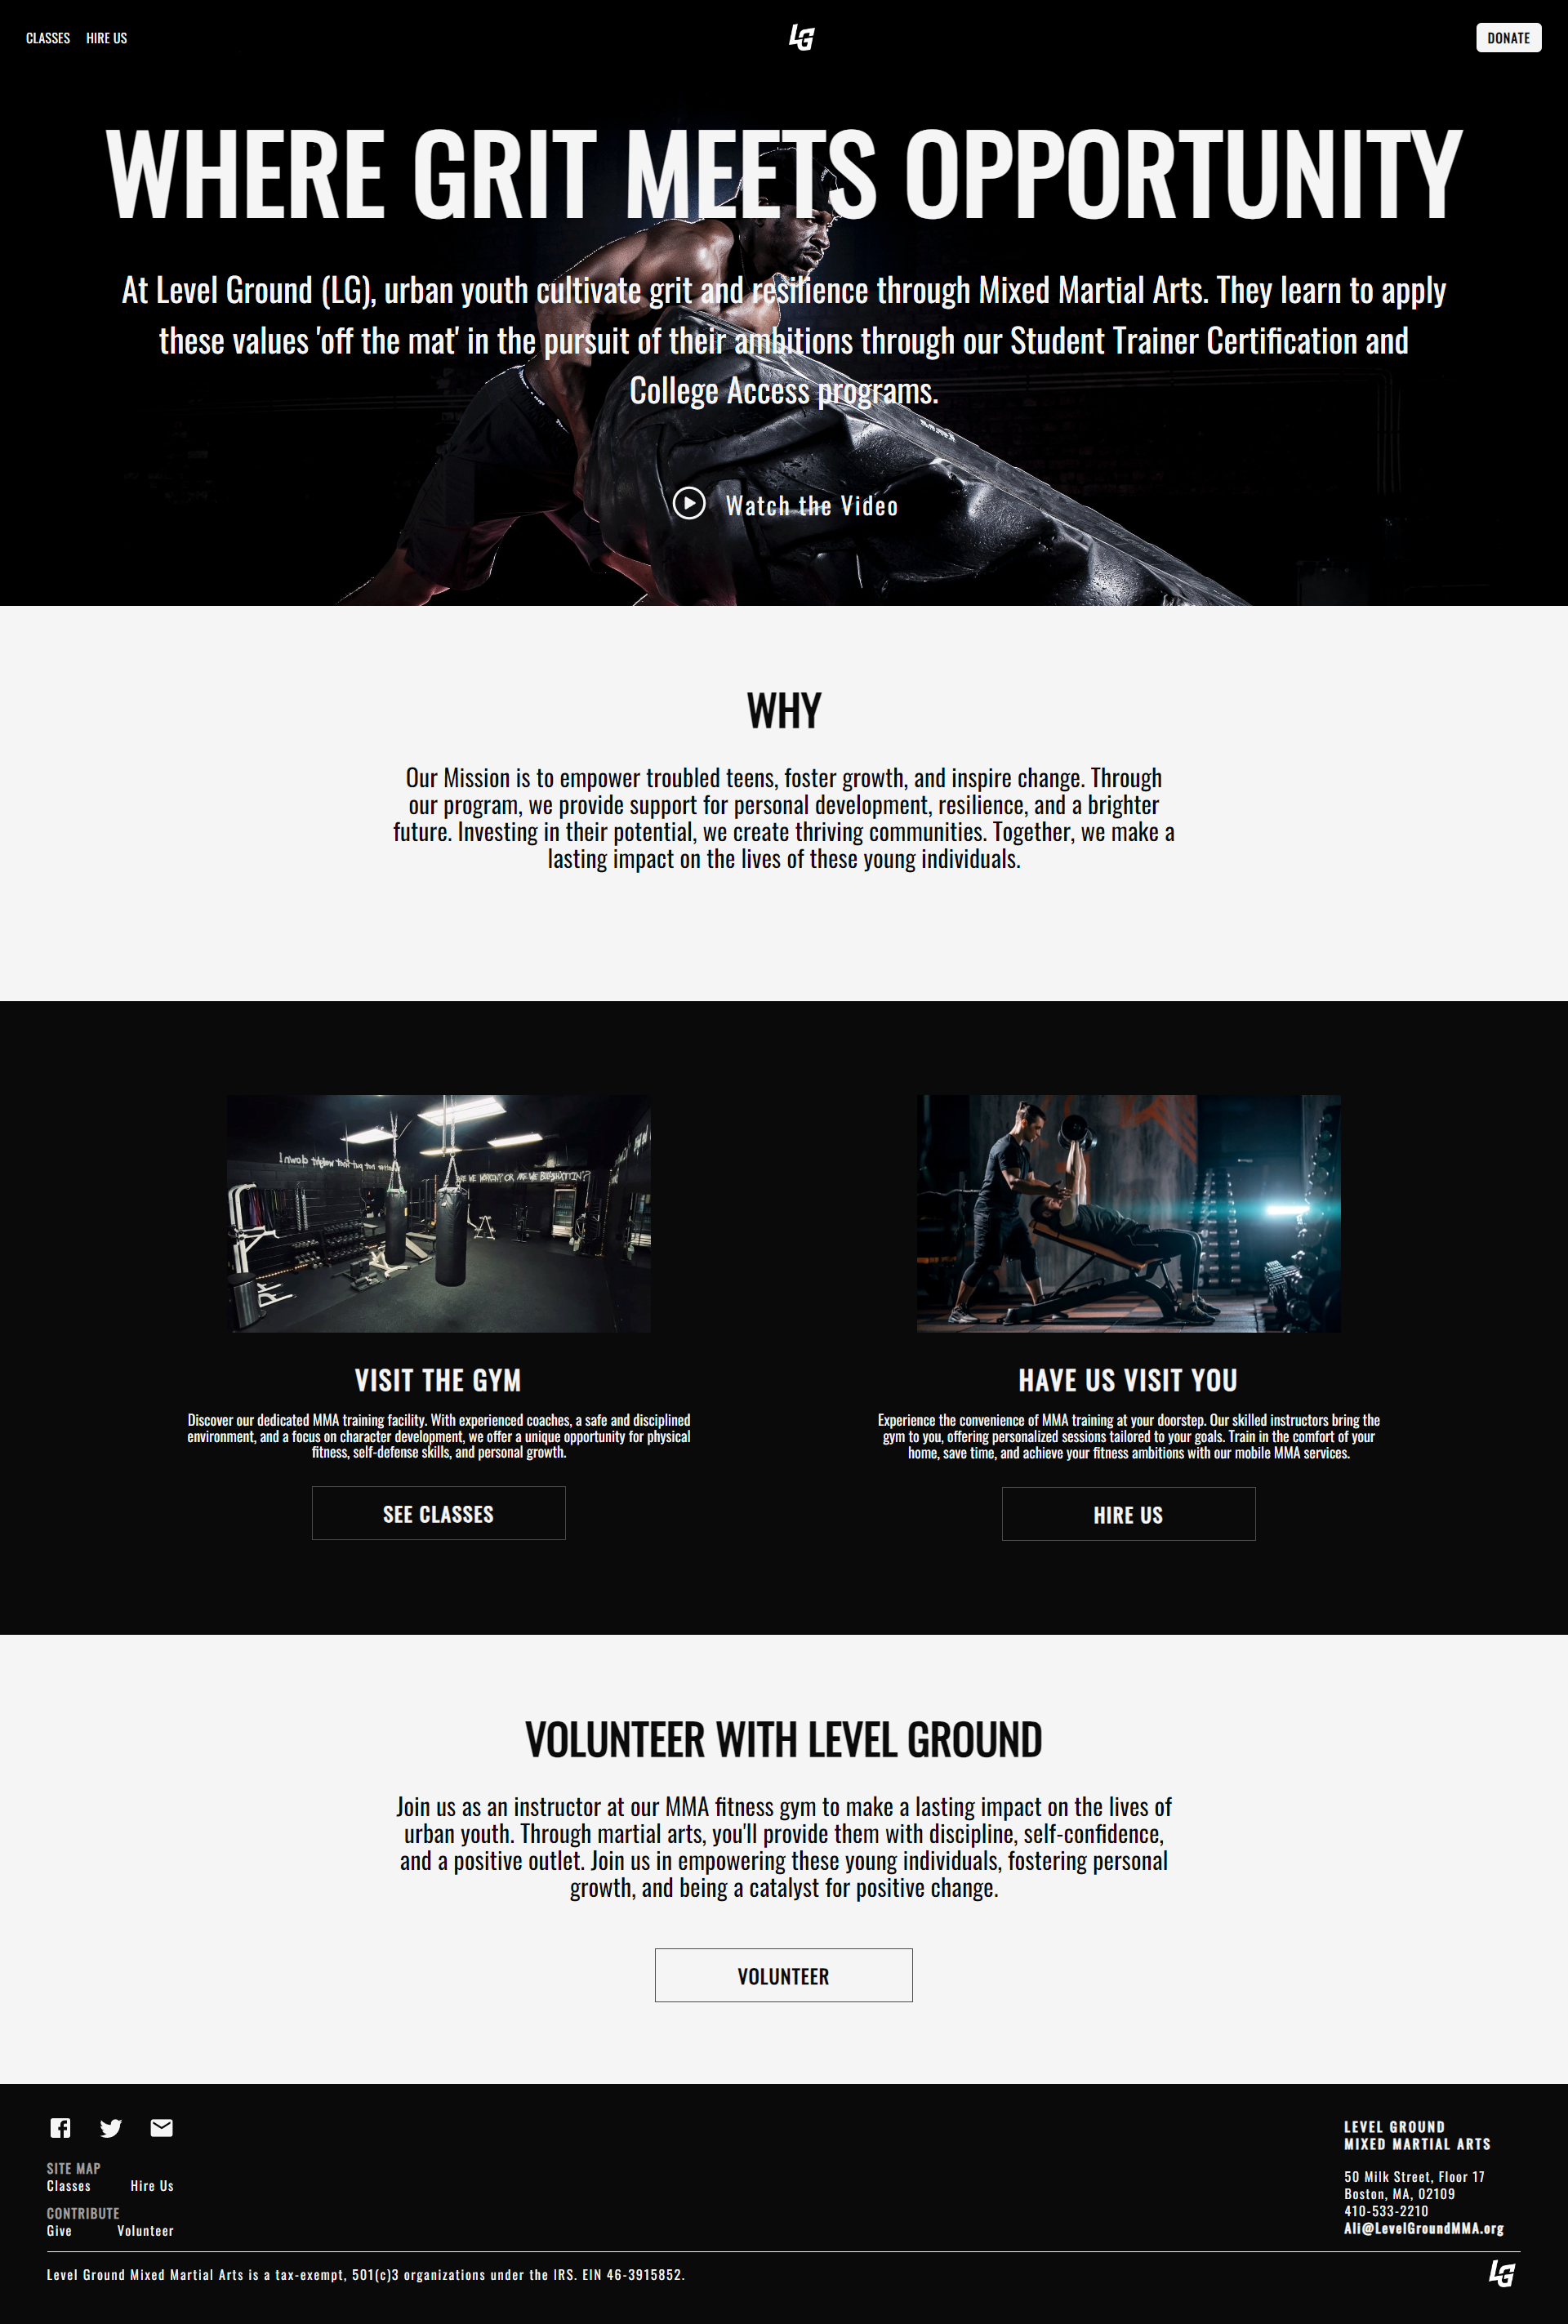 CLASSES HIRE US
LG
DONATE
WHERE GRIT MEETS OPPORTUNITY
At Level Ground (LG), urban youth cultivate grit and resilience through Mixed Martial Arts. They learn to apply
these values 'off the mat' in the pursuit of their ambitions through our Student Trainer Certification and
College Access programs.
Watch the Video
WHY
Our Mission is to empower troubled teens, foster growth, and inspire change. Through
our program, we provide support for personal development, resilience, and a brighter
future. Investing in their potential, we create thriving communities. Together, we make a
lasting impact on the lives of these young individuals.
VISIT THE GYM
Discover our dedicated MMA training facility. With experienced coaches, a safe and disciplined
environment, and a focus on character development, we offer a unique opportunity for physical
fitness, self-defense skills, and personal growth.
SEE CLASSES
HAVE US VISIT YOU
Experience the convenience of MMA training at your doorstep. Our skilled instructors bring the
gym to you, offering personalized sessions tailored to your goals. Train in the comfort of your
home, save time, and achieve your fitness ambitions with our mobile MMA services.
HIRE US
VOLUNTEER WITH LEVEL GROUND
Join us as an instructor at our MMA fitness gym to make a lasting impact on the lives of
urban youth. Through martial arts, you'll provide them with discipline, self-confidence,
and a positive outlet. Join us in empowering these young individuals, fostering personal
growth, and being a catalyst for positive change.
VOLUNTEER
SITE MAP
Classes Hire Us
CONTRIBUTE
Give Volunteer
LEVEL GROUND
MIXED MARTIAL ARTS
50 Milk Street, Floor 17
Boston, MA, 02109
410-533-2210
Ali@LevelGroundMMA.org
Level Ground Mixed Martial Arts is a tax-exempt, 501(c)3 organizations under the IRS. EIN 46-3915852.
LG